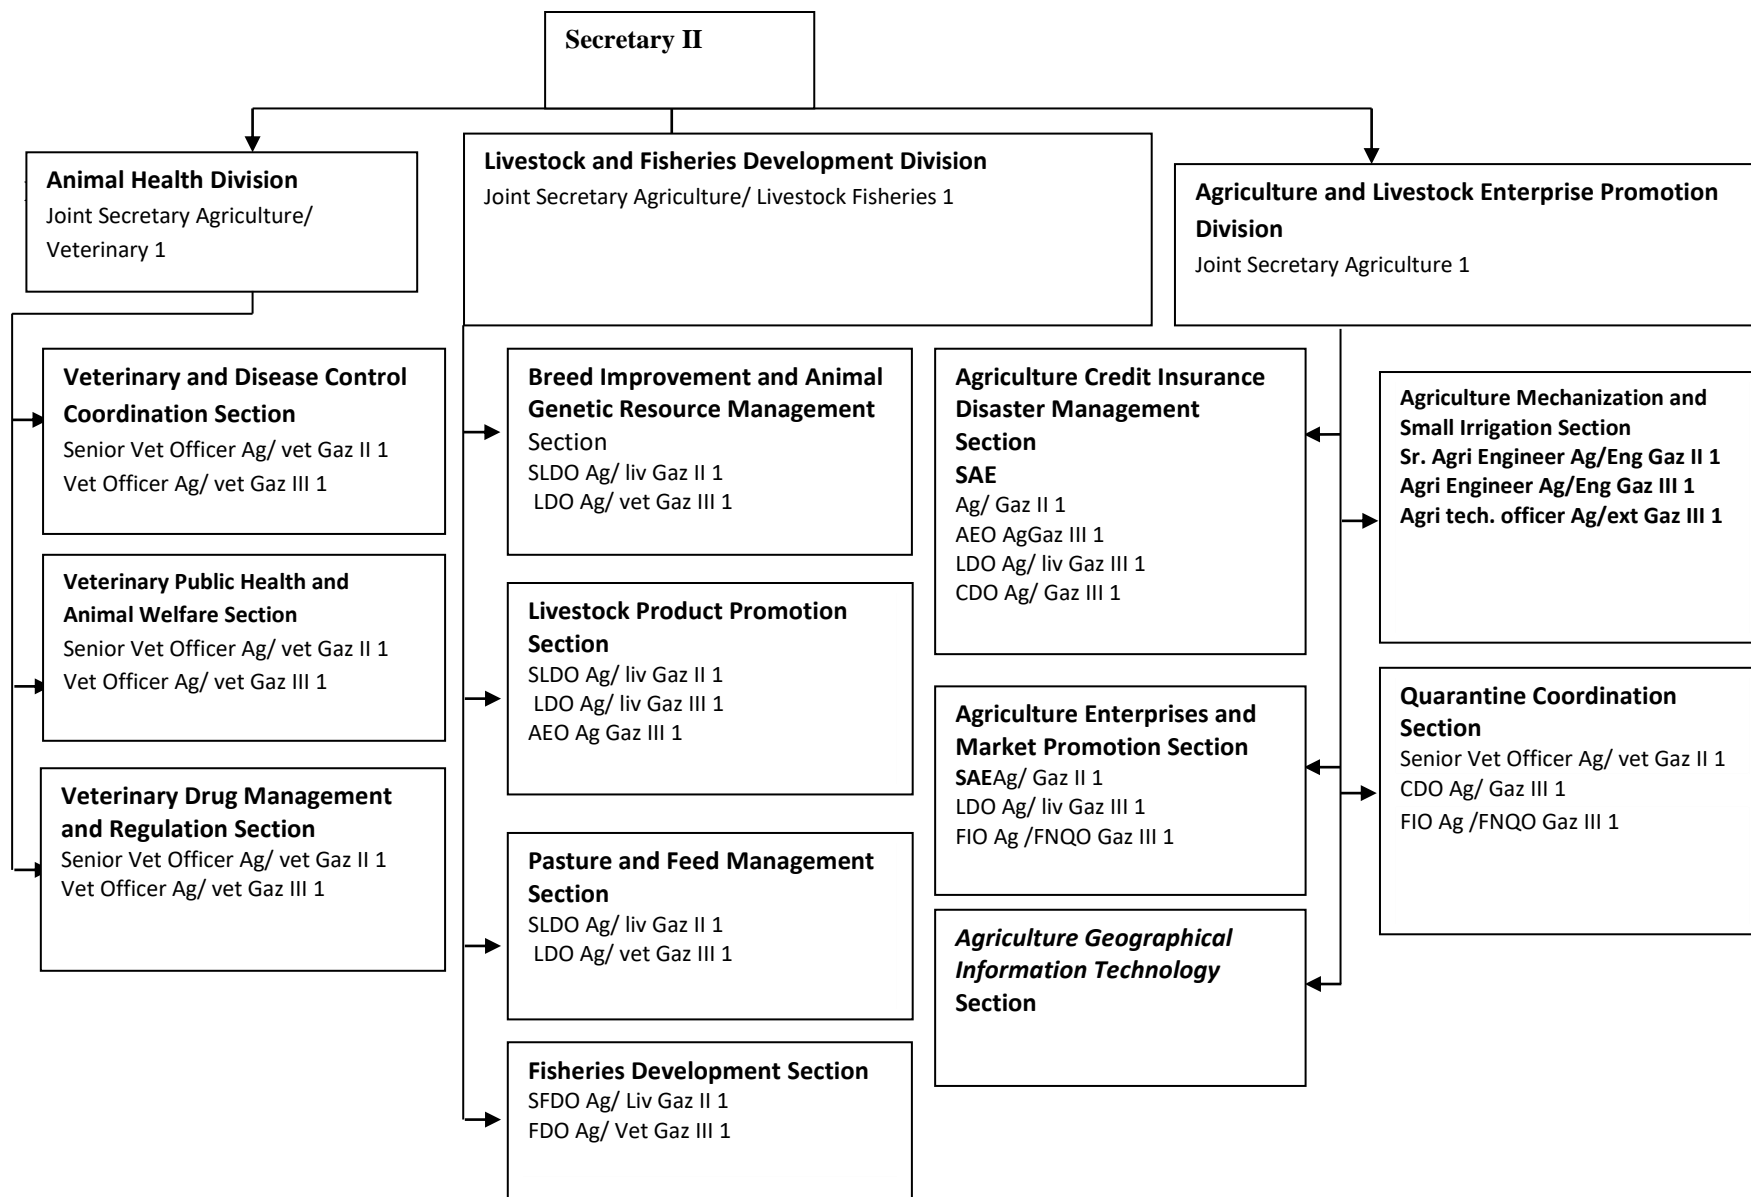 Secretary II
Animal Health Division
Joint Secretary Agriculture/
Veterinary 1
Livestock and Fisheries Development Division
Joint Secretary Agriculture/ Livestock Fisheries 1
Agriculture and Livestock Enterprise Promotion
Division
Joint Secretary Agriculture 1
Veterinary and Disease Control
Coordination Section
Senior Vet Officer Ag/ vet Gaz II 1
Vet Officer Ag/ vet Gaz III 1
Veterinary Public Health and
Animal Welfare Section
Senior Vet Officer Ag/ vet Gaz II 1
Vet Officer Ag/ vet Gaz III 1
Veterinary Drug Management
and Regulation Section
Senior Vet Officer Ag/ vet Gaz II 1
Vet Officer Ag/ vet Gaz III 1
Breed Improvement and Animal
Genetic Resource Management
Section
SLDO Ag/ liv Gaz II 1
LDO Ag/ vet Gaz III 1
Livestock Product Promotion
Section
SLDO Ag/ liv Gaz II 1
LDO Ag/ liv Gaz III 1
AEO Ag Gaz III 1
Pasture and Feed Management
Section
SLDO Ag/ liv Gaz II 1
LDO Ag/ vet Gaz III 1
Fisheries Development Section
SFDO Ag/ Liv Gaz II 1
FDO Ag/ Vet Gaz III 1
Agriculture Credit Insurance
Disaster Management
Section
SAE
Ag/ Gaz II 1
AEO AgGaz III 1
LDO Ag/ liv Gaz III 1
CDO Ag/ Gaz III 1
Agriculture Enterprises and
Market Promotion Section
SAEAg/ Gaz II 1
LDO Ag/ liv Gaz III 1
FIO Ag /FNQO Gaz III 1
Agriculture Geographical
Information Technology
Section
Agriculture Mechanization and
Small Irrigation Section
Sr. Agri Engineer Ag/Eng Gaz II 1
Agri Engineer Ag/Eng Gaz III 1
Agri tech. officer Ag/ext Gaz III 1
Quarantine Coordination
Section
Senior Vet Officer Ag/ vet Gaz II 1
CDO Ag/ Gaz III 1
FIO Ag /FNQO Gaz III 1